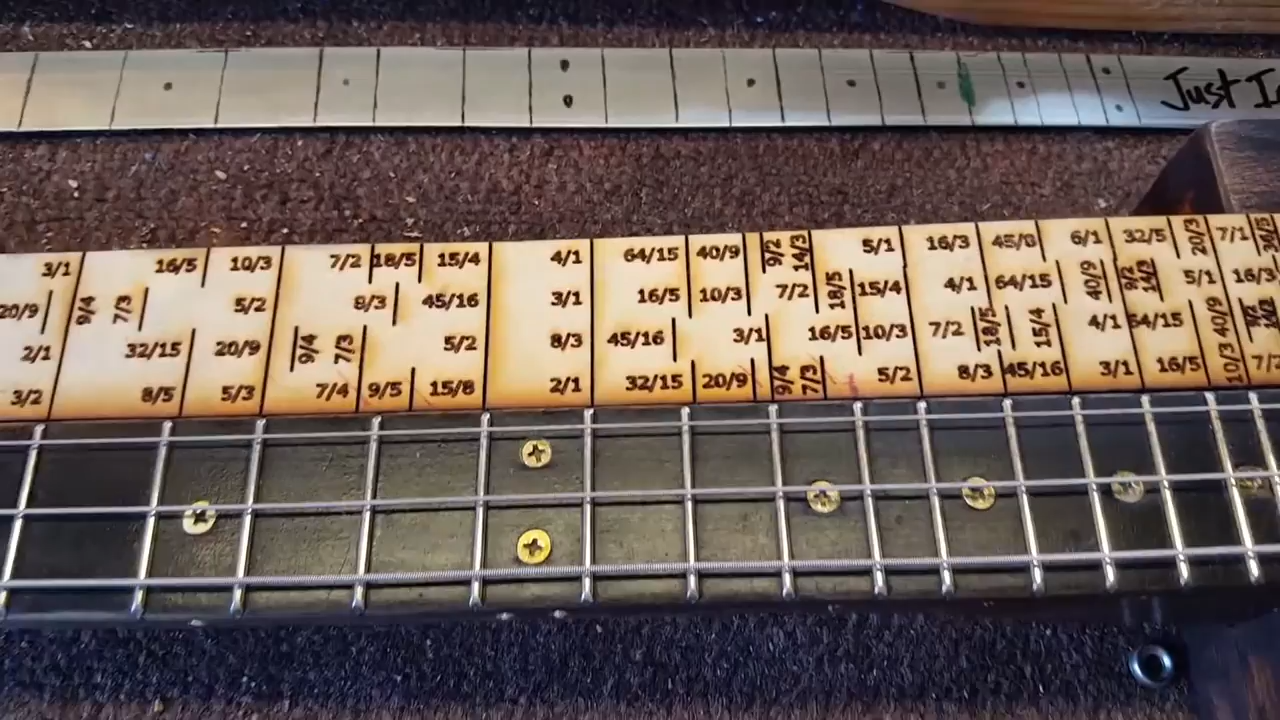 Just
3/1 16/5 10/3 7/2 18/5 15/4 4/1 64/15 40/9 9/2 14/3 5/1 16/3 45/8 6/1 32/5 20/3 7/1
20/9 9/4 7/3 5/2 8/3 45/16 3/1 16/5 10/3 7/2 18/5 15/4 4/1 64/15 40/9 9/2 14/3 5/1 16/3
2/1 32/15 20/9 9/4 7/3 5/2 8/3 45/16 3/1 16/5 10/3 7/2 18/5 15/4 4/1 64/15 40/9
3/2 8/5 5/3 7/4 9/5 15/8 2/1 32/15 20/9 9/4 7/3 5/2 8/3 45/16 3/1 16/5 10/3